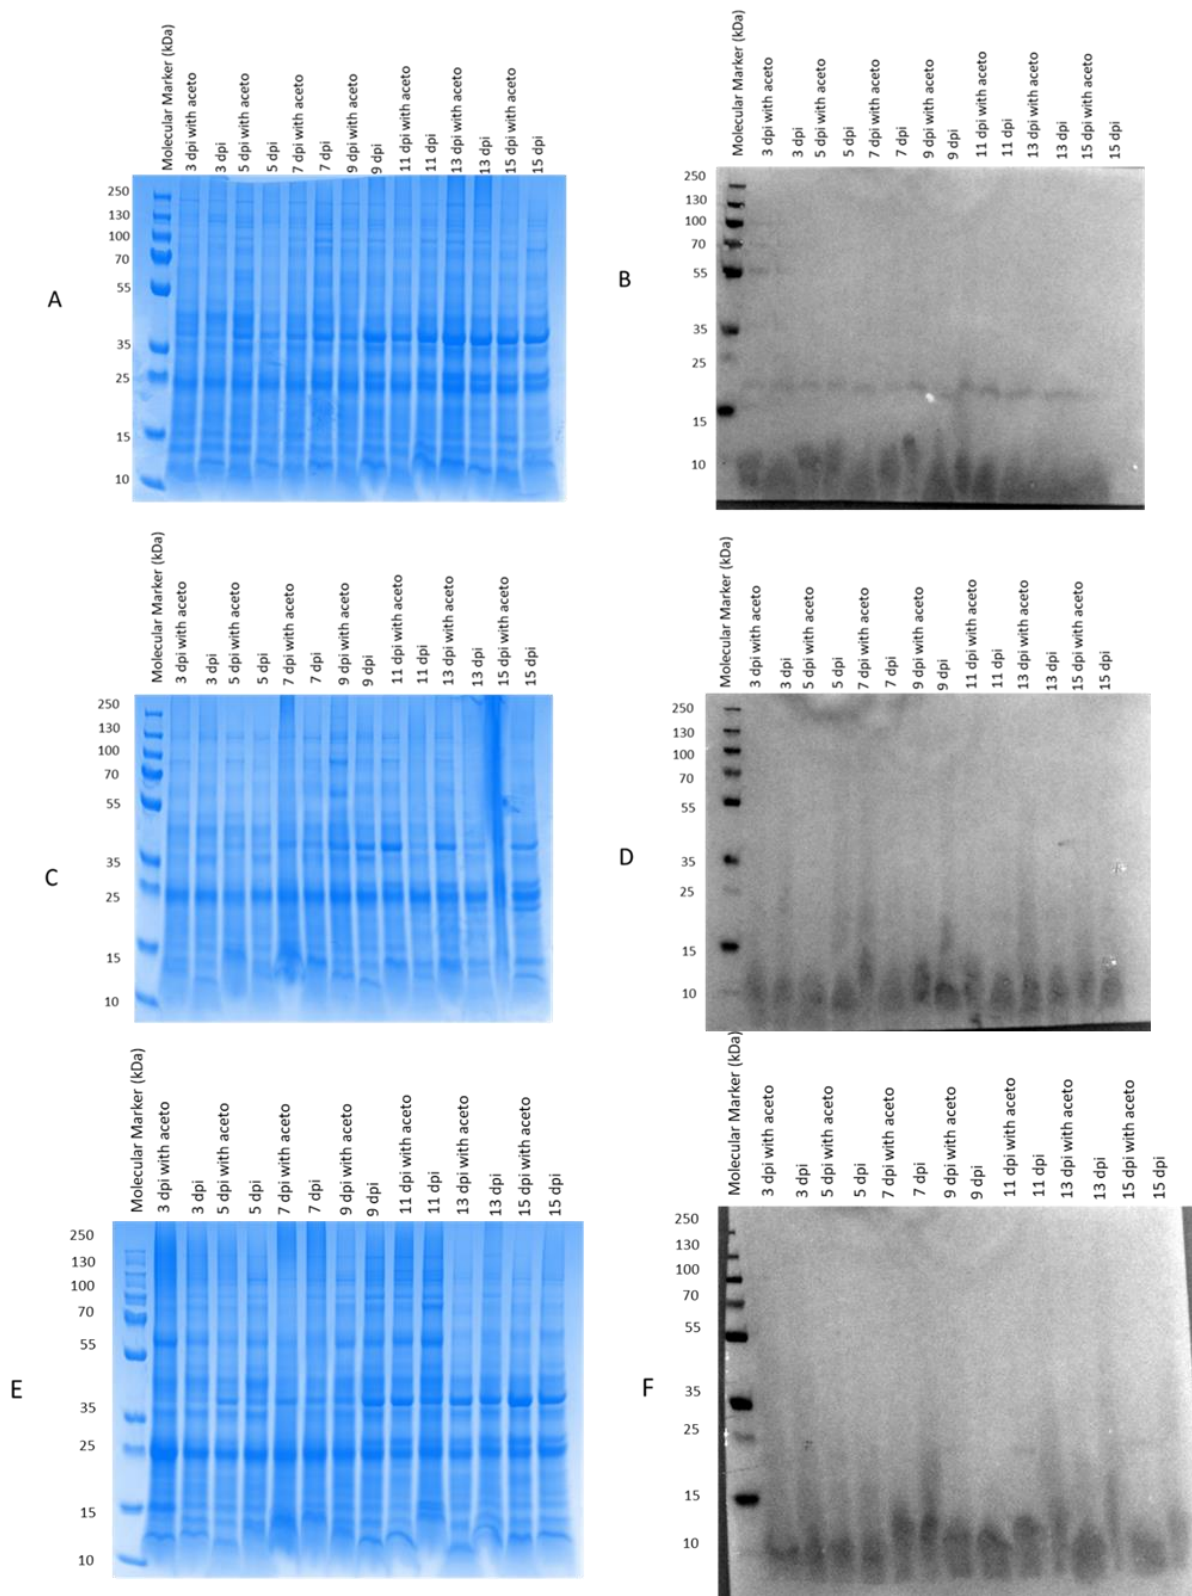 Molecular Marker (kDa)
3 dpi with aceto
3 dpi
5 dpi with aceto
5 dpi
7 dpi with aceto
7 dpi
9 dpi with aceto
9 dpi
11 dpi with aceto
11 dpi
13 dpi with aceto
13 dpi
15 dpi with aceto
15 dpi
250
130
100
70
55
35
25
15
10
A
Molecular Marker (kDa)
3 dpi with aceto
3 dpi
5 dpi with aceto
5 dpi
7 dpi with aceto
7 dpi
9 dpi with aceto
9 dpi
11 dpi with aceto
11 dpi
13 dpi with aceto
13 dpi
15 dpi with aceto
15 dpi
250
130
100
70
55
35
25
15
10
B
Molecular Marker (kDa)
3 dpi with aceto
3 dpi
5 dpi with aceto
5 dpi
7 dpi with aceto
7 dpi
9 dpi with aceto
9 dpi
11 dpi with aceto
11 dpi
13 dpi with aceto
13 dpi
15 dpi with aceto
15 dpi
250
130
100
70
55
35
25
15
10
C
Molecular Marker (kDa)
3 dpi with aceto
3 dpi
5 dpi with aceto
5 dpi
7 dpi with aceto
7 dpi
9 dpi with aceto
9 dpi
11 dpi with aceto
11 dpi
13 dpi with aceto
13 dpi
15 dpi with aceto
15 dpi
250
130
100
70
55
35
25
15
10
D
Molecular Marker (kDa)
3 dpi with aceto
3 dpi
5 dpi with aceto
5 dpi
7 dpi with aceto
7 dpi
9 dpi with aceto
9 dpi
11 dpi with aceto
11 dpi
13 dpi with aceto
13 dpi
15 dpi with aceto
15 dpi
250
130
100
70
55
35
25
15
10
E
Molecular Marker (kDa)
3 dpi with aceto
3 dpi
5 dpi with aceto
5 dpi
7 dpi with aceto
7 dpi
9 dpi with aceto
9 dpi
11 dpi with aceto
11 dpi
13 dpi with aceto
13 dpi
15 dpi with aceto
15 dpi
250
130
100
70
55
35
25
15
10
F